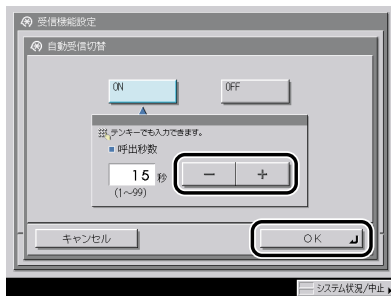 受信機能設定
自動受信切替
ON
OFF
テンキーでも入力できます。
■ 呼出秒数
15 秒
－
＋
(1～99)
キャンセル
OK
システム状況/中止